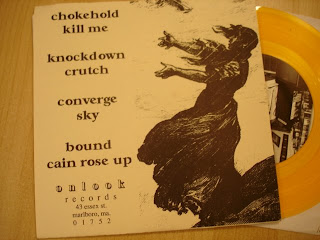 chokehold
kill me
knockdown
crutch
converge
sky
bound
cain rose up
onlook
records
43 essex st.
marlboro, ma.
01752